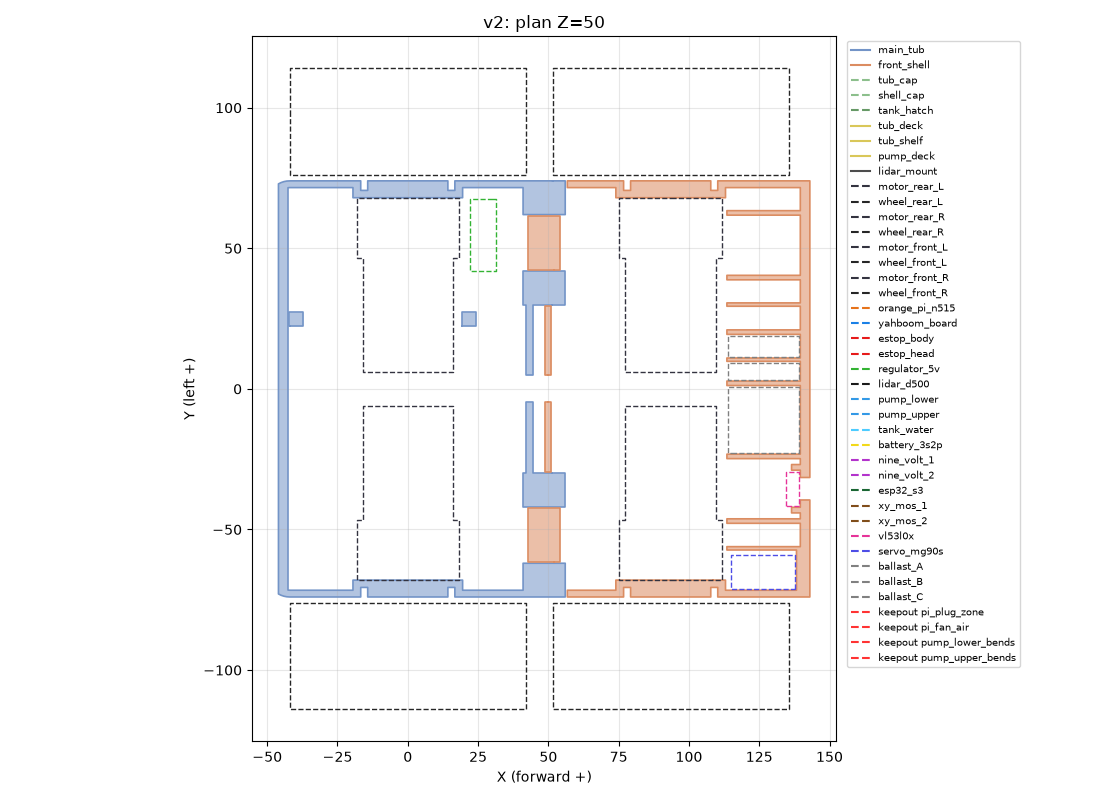 v2: plan Z=50
Y (left +)
100
50
0
−50
−100
−50
−25
0
25
50
75
100
125
150
X (forward +)
main_tub
front_shell
tub_cap
shell_cap
tank_hatch
tub_deck
tub_shelf
pump_deck
lidar_mount
motor_rear_L
wheel_rear_L
motor_rear_R
wheel_rear_R
motor_front_L
wheel_front_L
motor_front_R
wheel_front_R
orange_pi_n515
yahboom_board
estop_body
estop_head
regulator_5v
lidar_d500
pump_lower
pump_upper
tank_water
battery_3s2p
nine_volt_1
nine_volt_2
esp32_s3
xy_mos_1
xy_mos_2
vl53l0x
servo_mg90s
ballast_A
ballast_B
ballast_C
keepout pi_plug_zone
keepout pi_fan_air
keepout pump_lower_bends
keepout pump_upper_bends